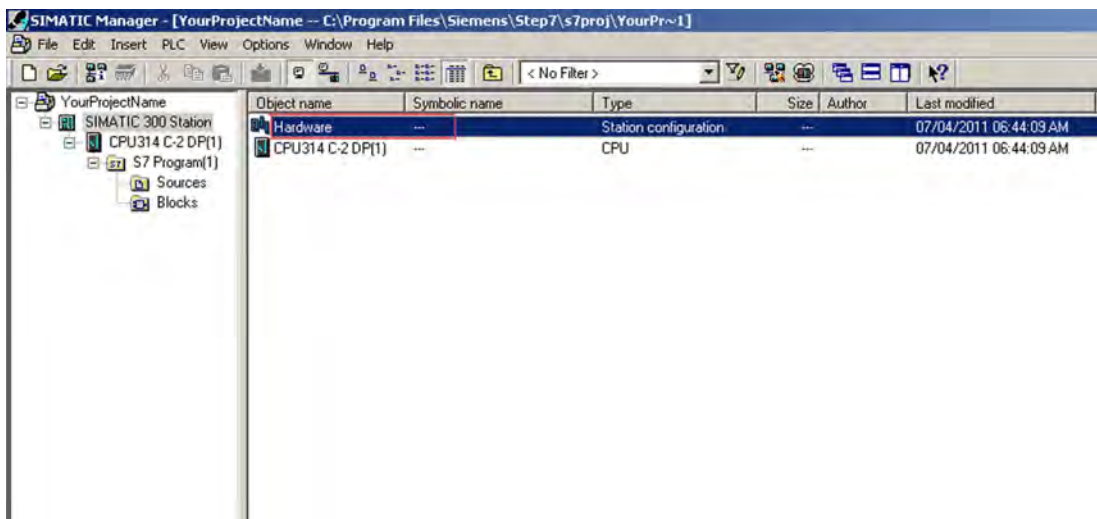 SIMATIC Manager - [YourProjectName -- C:\Program Files\Siemens\Step7\s7proj\YourPr~1]
File Edit Insert PLC View Options Window Help
< No Filter >
YourProjectName
SIMATIC 300 Station
CPU314 C-2 DP(1)
S7 Program(1)
Sources
Blocks
Object name Symbolic name Type Size Author Last modified
Hardware --- Station configuration --- 07/04/2011 06:44:09 AM
CPU314 C-2 DP(1) --- CPU --- 07/04/2011 06:44:09 AM